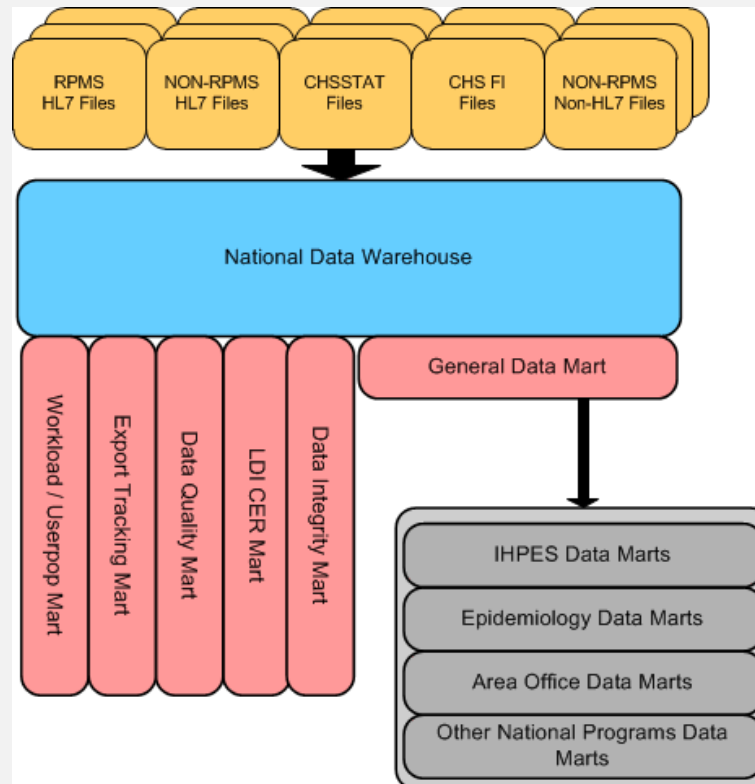 RPMS
HL7 Files
NON-RPMS
HL7 Files
CHSSTAT
Files
CHS FI
Files
NON-RPMS
Non-HL7 Files
National Data Warehouse
General Data Mart
Workload / Userpop Mart
Export Tracking Mart
Data Quality Mart
LDI CER Mart
Data Integrity Mart
IHPES Data Marts
Epidemiology Data Marts
Area Office Data Marts
Other National Programs Data
Marts